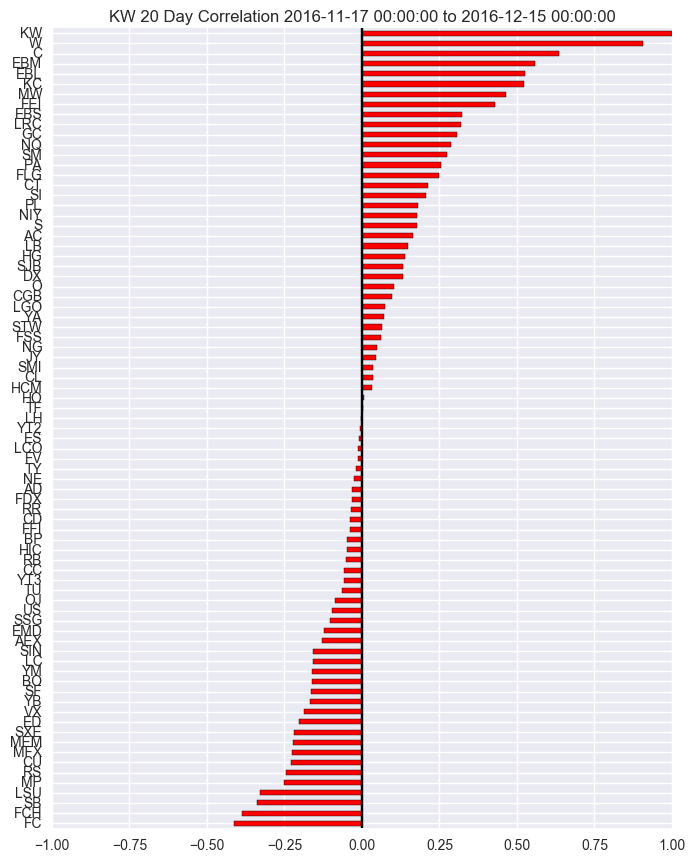 KW 20 Day Correlation 2016-11-17 00:00:00 to 2016-12-15 00:00:00
KW
W
C
EBM
EBL
KC
MW
FEI
EBS
LRC
GC
NQ
SM
PA
FLG
CT
SI
PL
NIY
S
AC
LB
HG
SJB
DX
O
CGB
LGO
YA
STW
FSS
NG
JY
SMI
CL
HCM
HO
TF
LH
YT2
ES
LCO
FV
TY
NE
AD
FDX
RR
CD
FFI
BP
HIC
RB
CC
YT3
TU
OJ
US
SSG
EMD
AEX
SIN
LC
YM
BO
SF
YB
VX
ED
SXE
MFM
MFX
CU
RS
MP
LSU
SB
FCH
FC
−1.00 −0.75 −0.50 −0.25 0.00 0.25 0.50 0.75 1.00